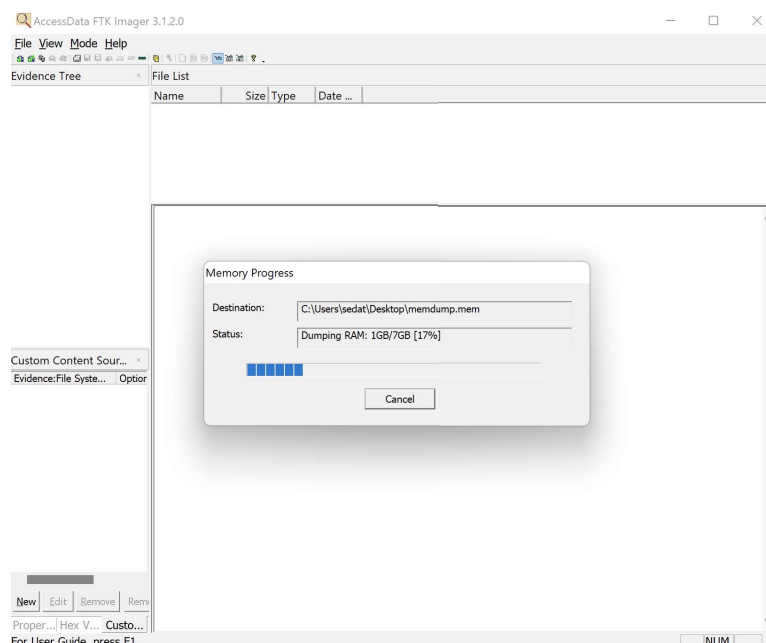 AccessData FTK Imager 3.1.2.0
File View Mode Help
Evidence Tree
File List
Name Size Type Date ...
Memory Progress
Destination: C:\Users\sedat\Desktop\memdump.mem
Status: Dumping RAM: 1GB/7GB [17%]
Cancel
Custom Content Sour...
Evidence:File Syste... Option
New Edit Remove Remo
Proper... Hex V... Custo...
For User Guide, press F1
NUM